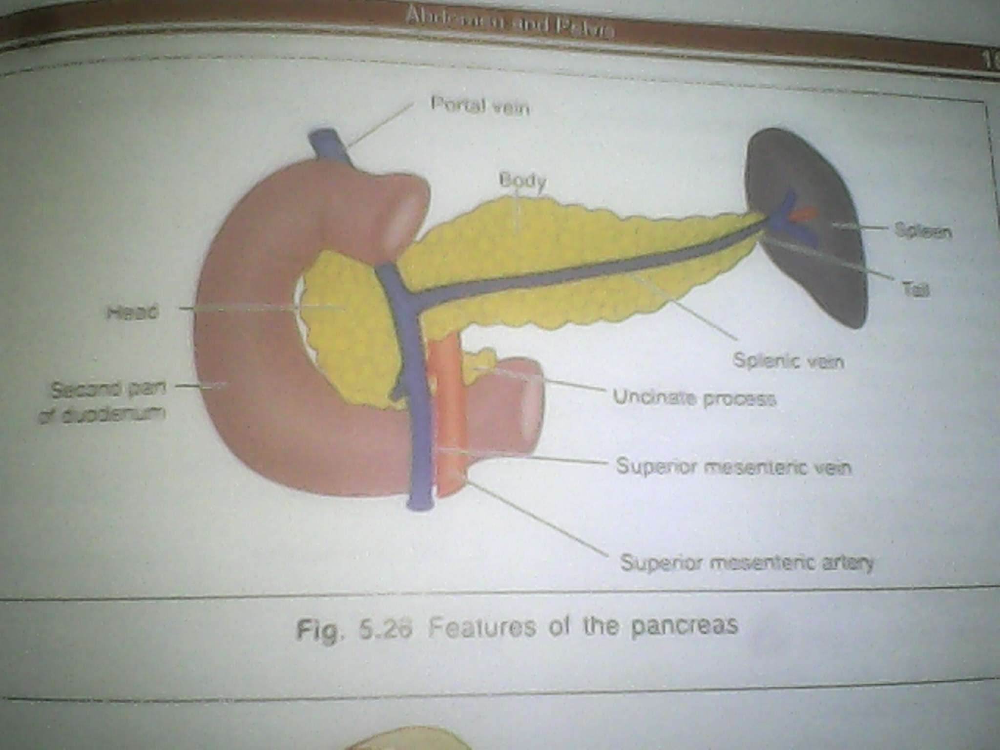 Abdomen and Pelvis
Portal vein
Body
Spleen
Tail
Head
Splenic vein
Second part
of duodenum
Uncinate process
Superior mesenteric vein
Superior mesenteric artery
Fig. 5.26 Features of the pancreas